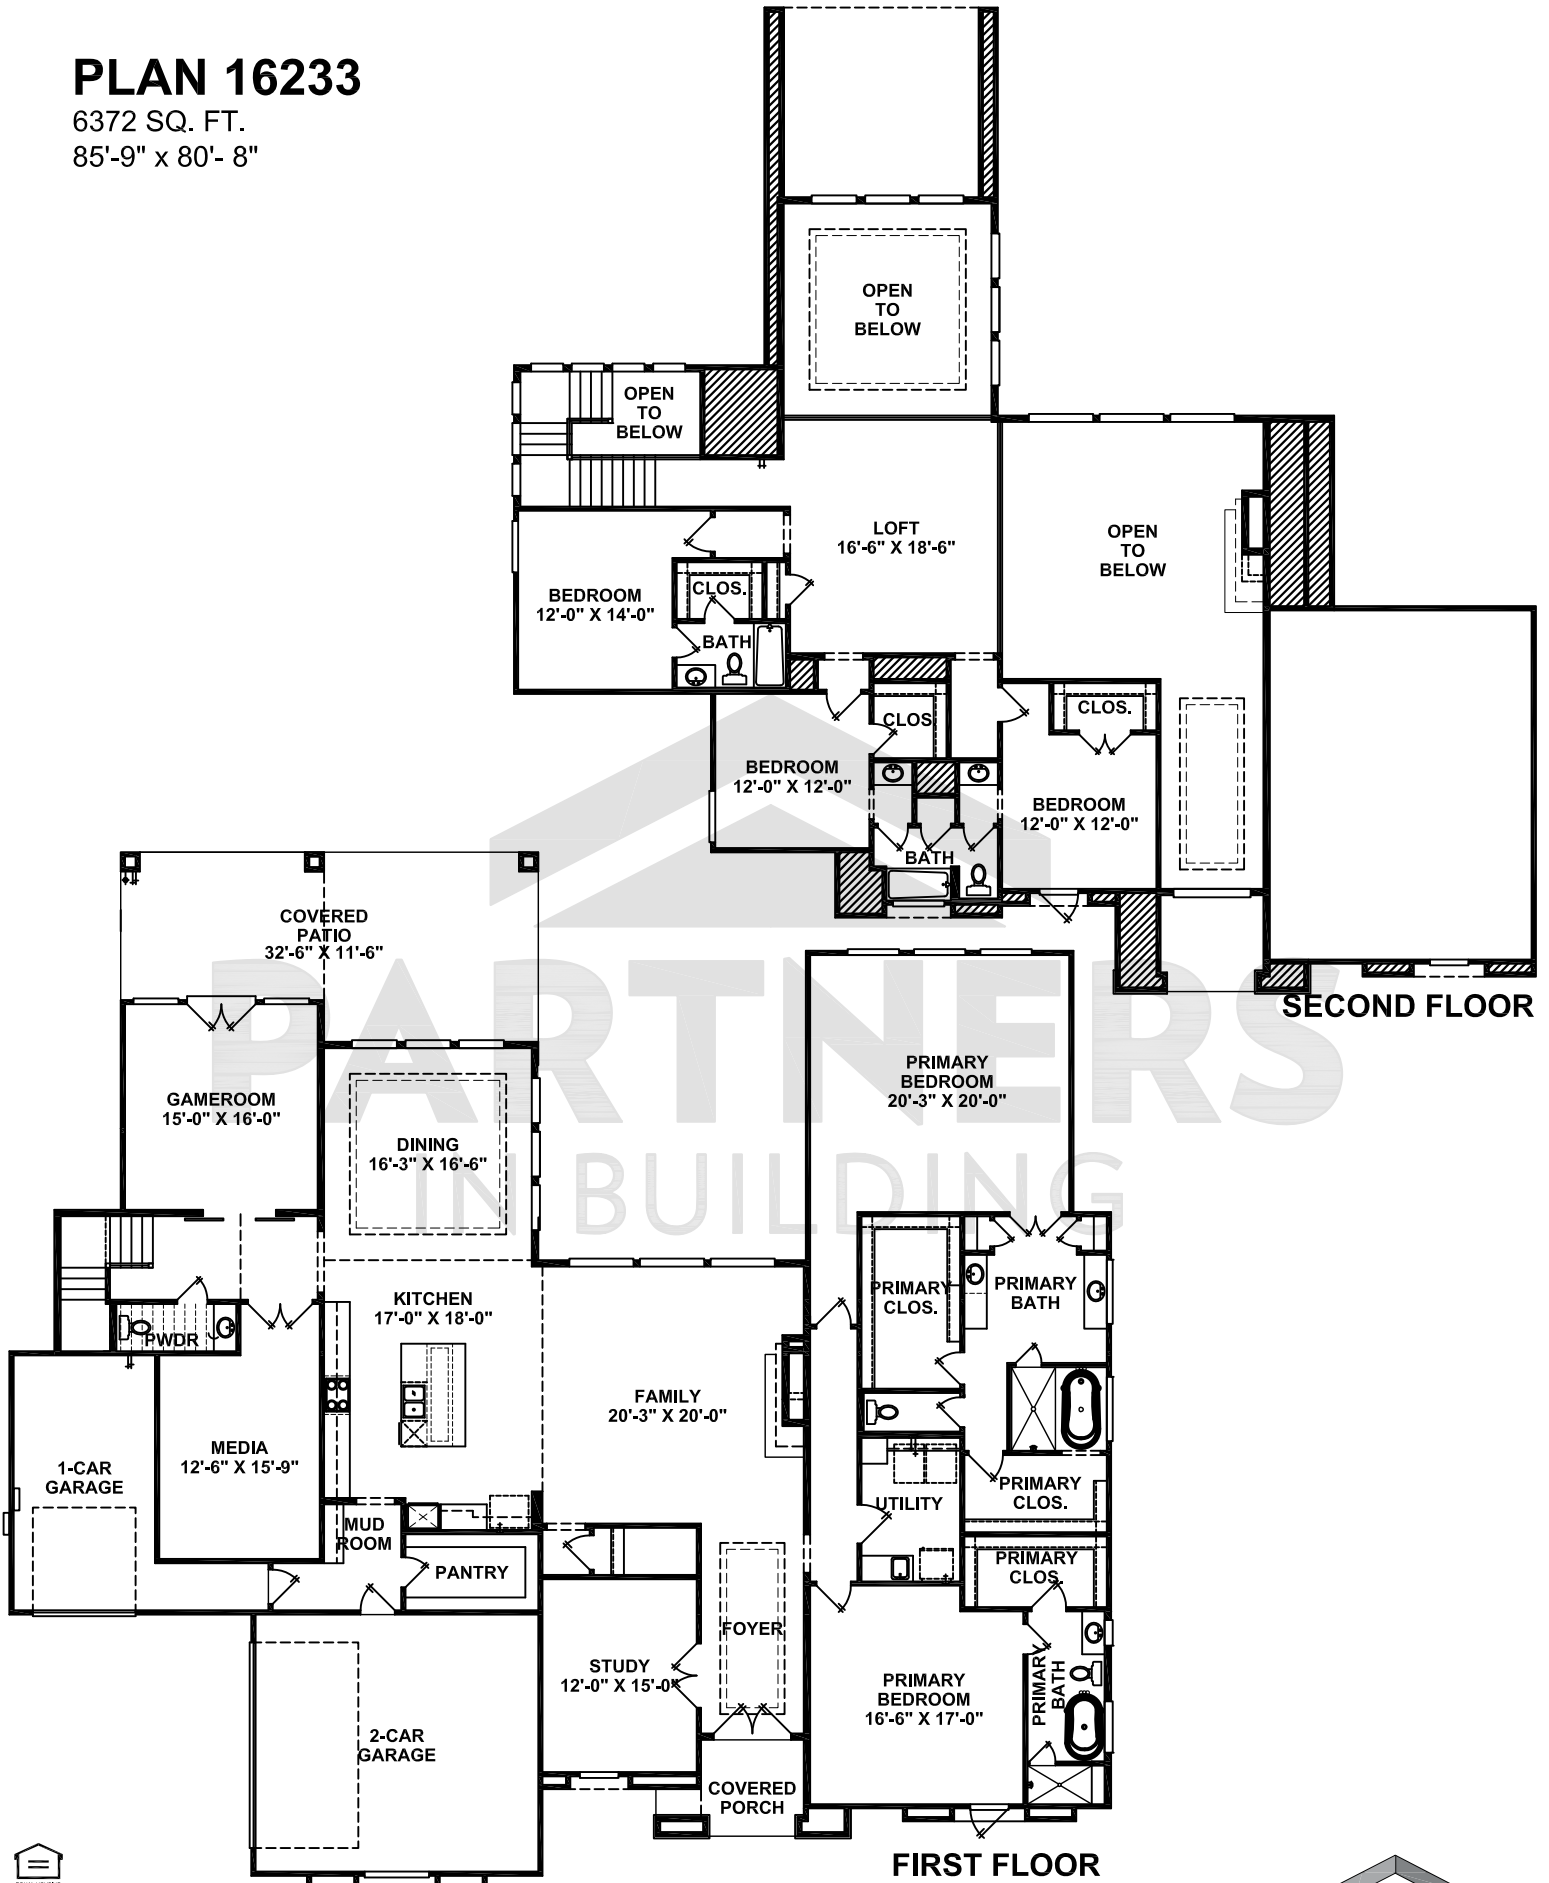 PLAN 16233
6372 SQ. FT.
85'-9" x 80'- 8"
OPEN
TO
BELOW
OPEN
TO
BELOW
LOFT
16'-6" X 18'-6"
OPEN
TO
BELOW
BEDROOM
12'-0" X 14'-0"
CLOS.
BATH
CLOS
CLOS.
BEDROOM
12'-0" X 12'-0"
BEDROOM
12'-0" X 12'-0"
BATH
SECOND FLOOR
PARTNERS
IN BUILDING
COVERED
PATIO
32'-6" X 11'-6"
GAMEROOM
15'-0" X 16'-0"
DINING
16'-3" X 16'-6"
PRIMARY
BEDROOM
20'-3" X 20'-0"
PRIMARY
CLOS.
PRIMARY
BATH
KITCHEN
17'-0" X 18'-0"
PWDR
FAMILY
20'-3" X 20'-0"
MEDIA
12'-6" X 15'-9"
1-CAR
GARAGE
MUD
ROOM
PANTRY
UTILITY
PRIMARY
CLOS.
PRIMARY
CLOS.
FOYER
STUDY
12'-0" X 15'-0"
PRIMARY
BEDROOM
16'-6" X 17'-0"
PRIMARY
BATH
2-CAR
GARAGE
COVERED
PORCH
FIRST FLOOR